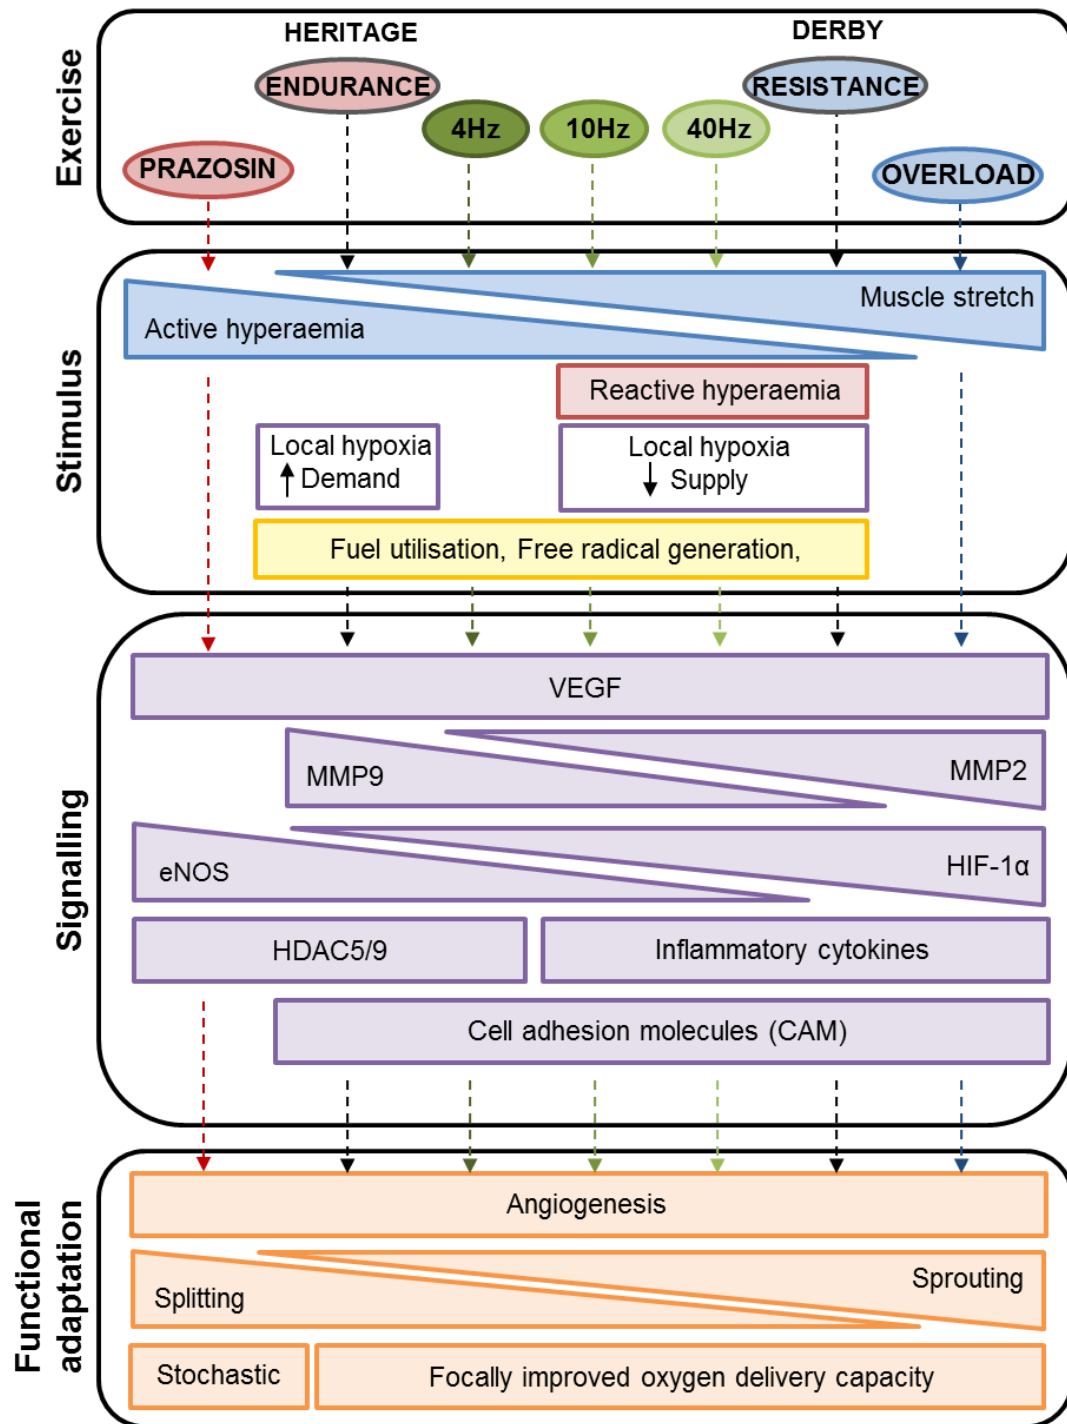 Exercise
HERITAGE
DERBY
ENDURANCE
RESISTANCE
4Hz
10Hz
40Hz
PRAZOSIN
OVERLOAD
Stimulus
Muscle stretch
Active hyperaemia
Reactive hyperaemia
Local hypoxia
Demand
Local hypoxia
Supply
Fuel utilisation, Free radical generation,
Signalling
VEGF
MMP9
MMP2
eNOS
HIF-1α
HDAC5/9
Inflammatory cytokines
Cell adhesion molecules (CAM)
Functional
adaptation
Angiogenesis
Splitting
Sprouting
Stochastic
Focally improved oxygen delivery capacity